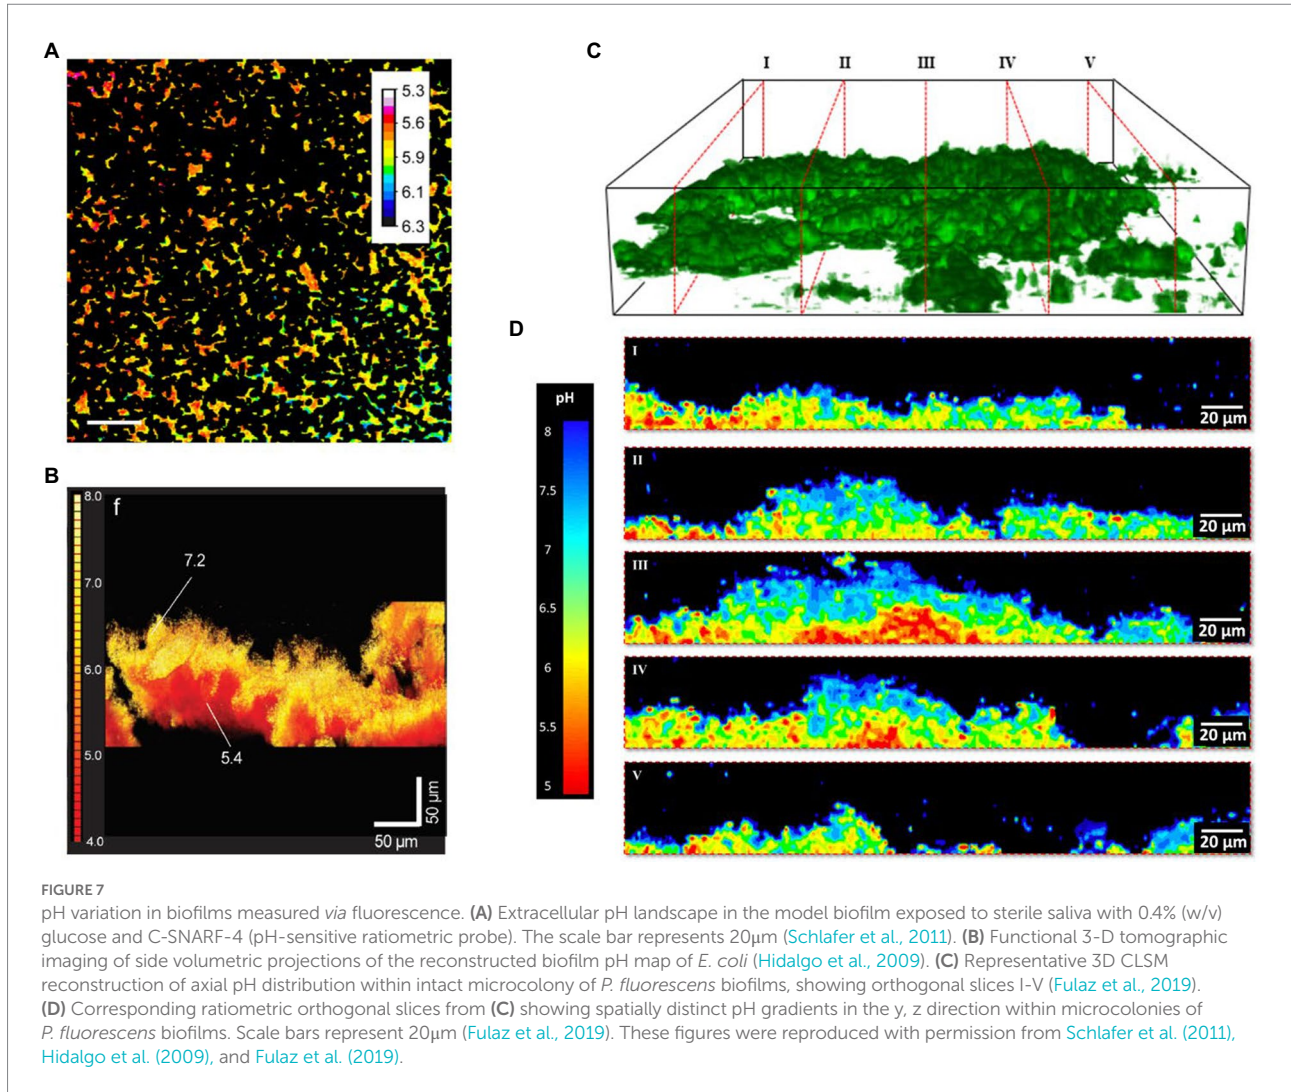 A
5.3
5.6
5.9
6.1
6.3
B
f
8.0
7.0
6.0
5.0
4.0
7.2
5.4
50 µm
50 µm
C
I II III IV V
D
pH
8
7.5
7
6.5
6
5.5
5
I
20 µm
II
20 µm
III
20 µm
IV
20 µm
V
20 µm
FIGURE 7
pH variation in biofilms measured via fluorescence. (A) Extracellular pH landscape in the model biofilm exposed to sterile saliva with 0.4% (w/v)
glucose and C-SNARF-4 (pH-sensitive ratiometric probe). The scale bar represents 20µm (Schlafer et al., 2011). (B) Functional 3-D tomographic
imaging of side volumetric projections of the reconstructed biofilm pH map of E. coli (Hidalgo et al., 2009). (C) Representative 3D CLSM
reconstruction of axial pH distribution within intact microcolony of P. fluorescens biofilms, showing orthogonal slices I-V (Fulaz et al., 2019).
(D) Corresponding ratiometric orthogonal slices from (C) showing spatially distinct pH gradients in the y, z direction within microcolonies of
P. fluorescens biofilms. Scale bars represent 20µm (Fulaz et al., 2019). These figures were reproduced with permission from Schlafer et al. (2011),
Hidalgo et al. (2009), and Fulaz et al. (2019).